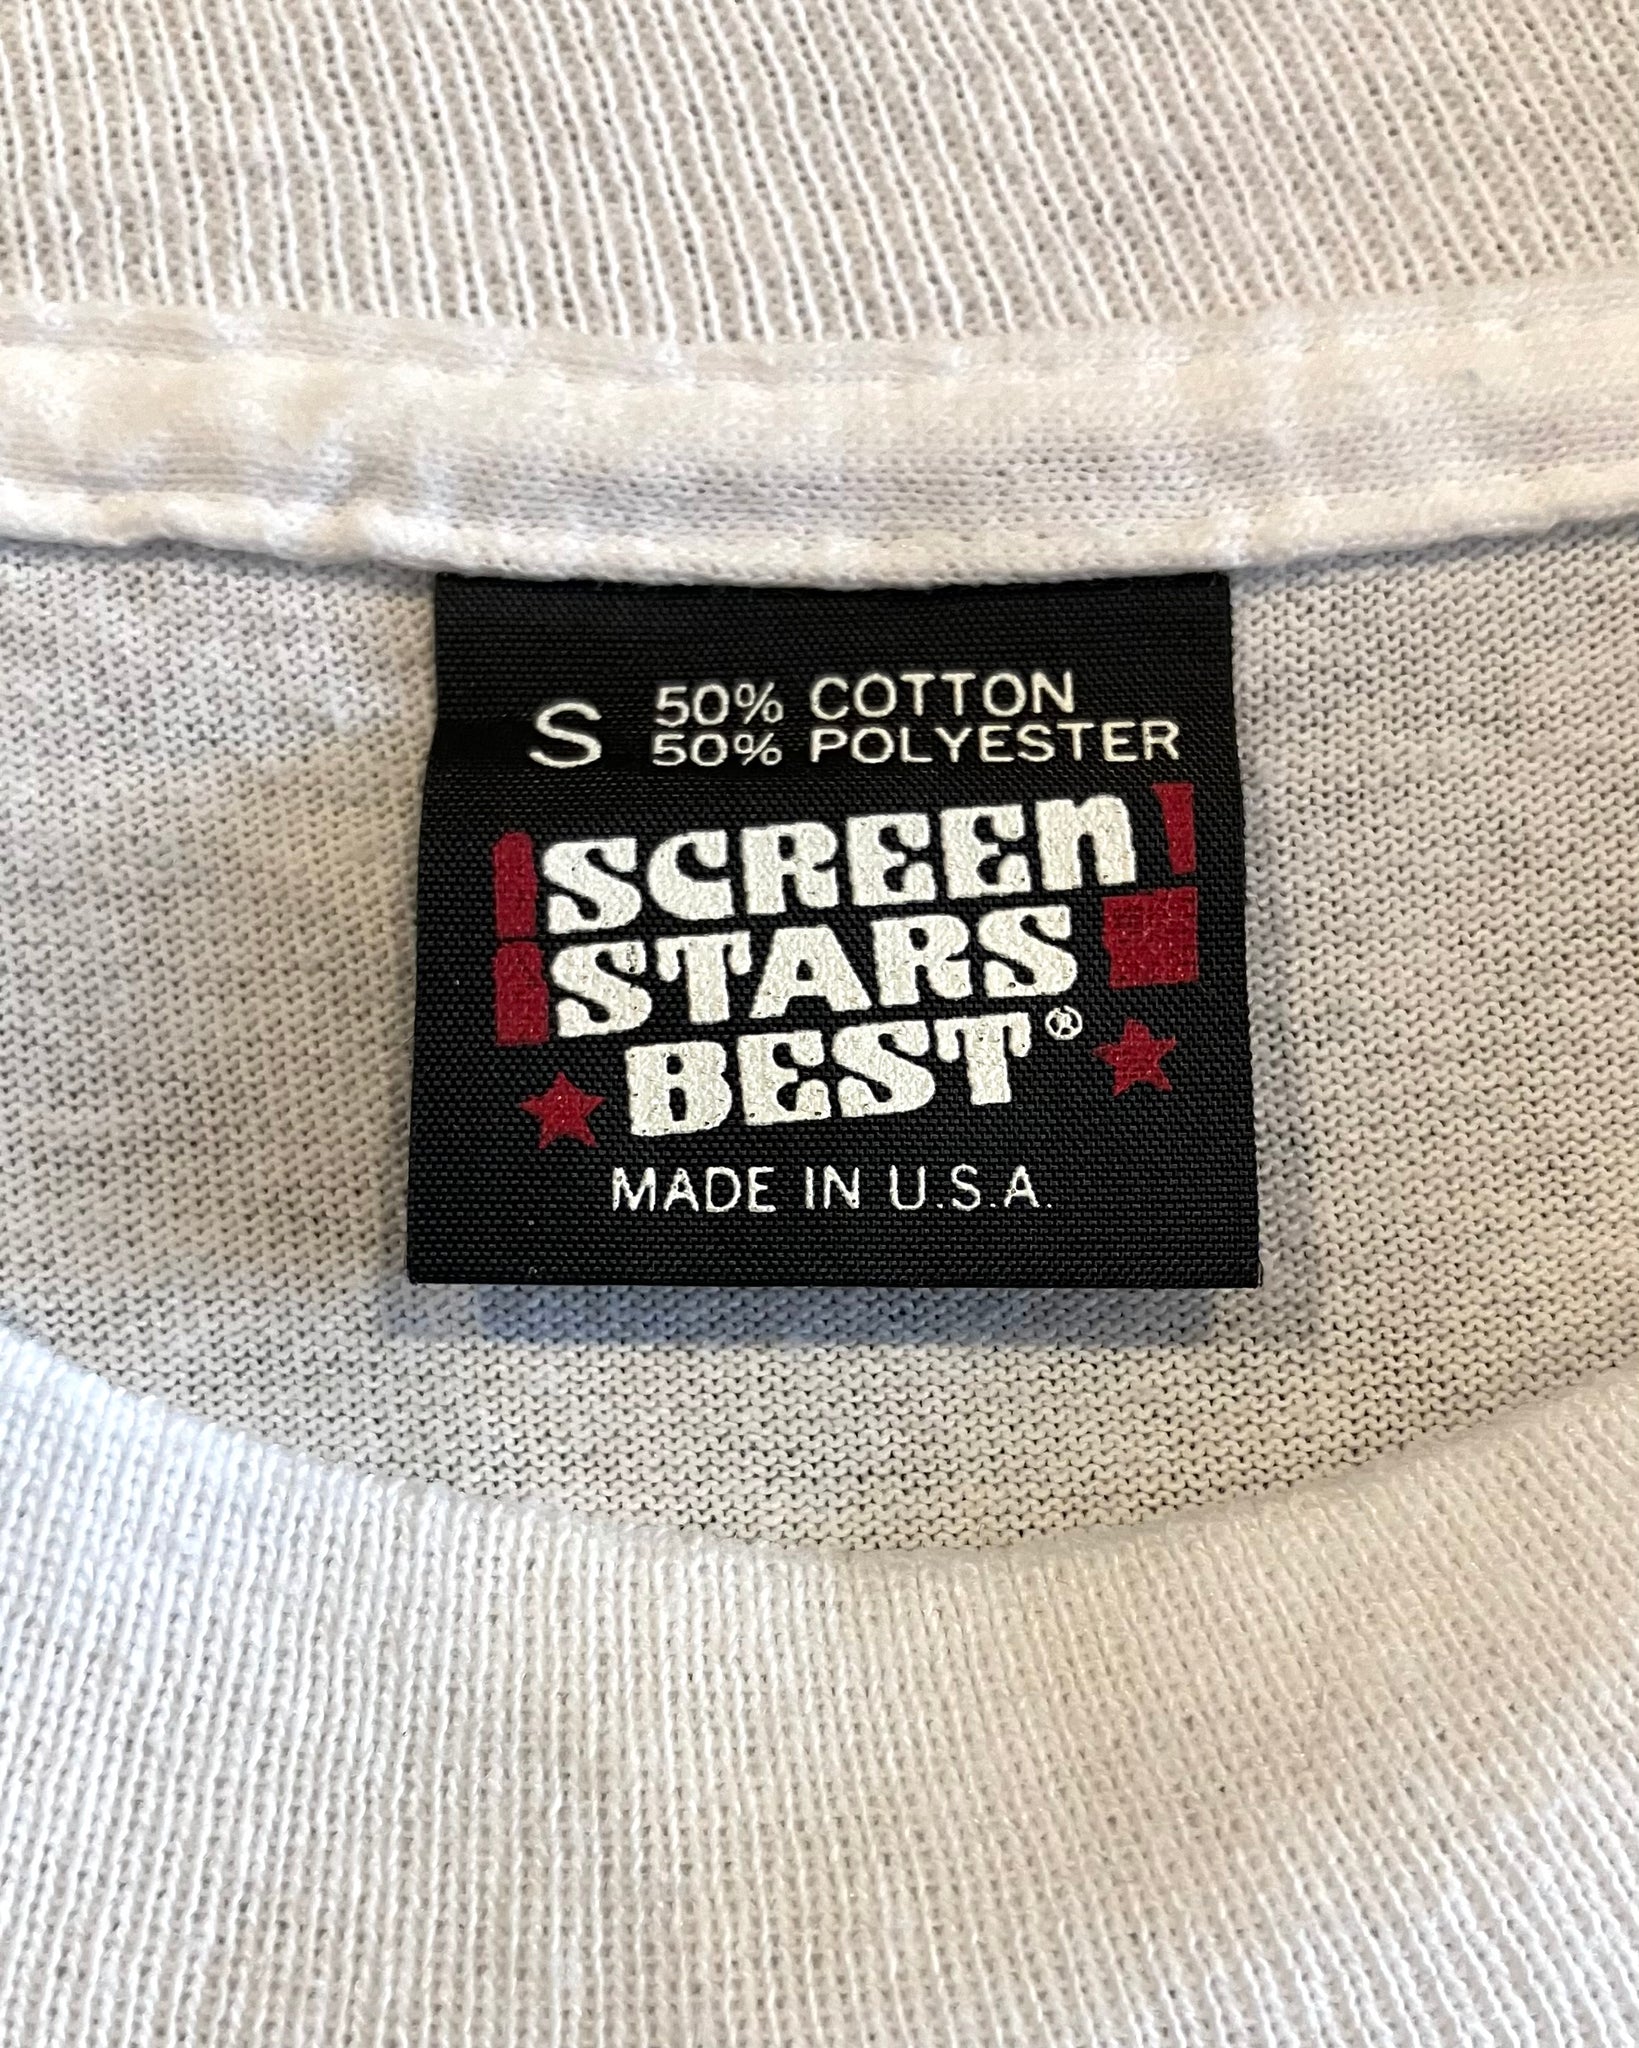 S 50% COTTON
50% POLYESTER
SCREEN
STARS
BEST®
MADE IN U.S.A.